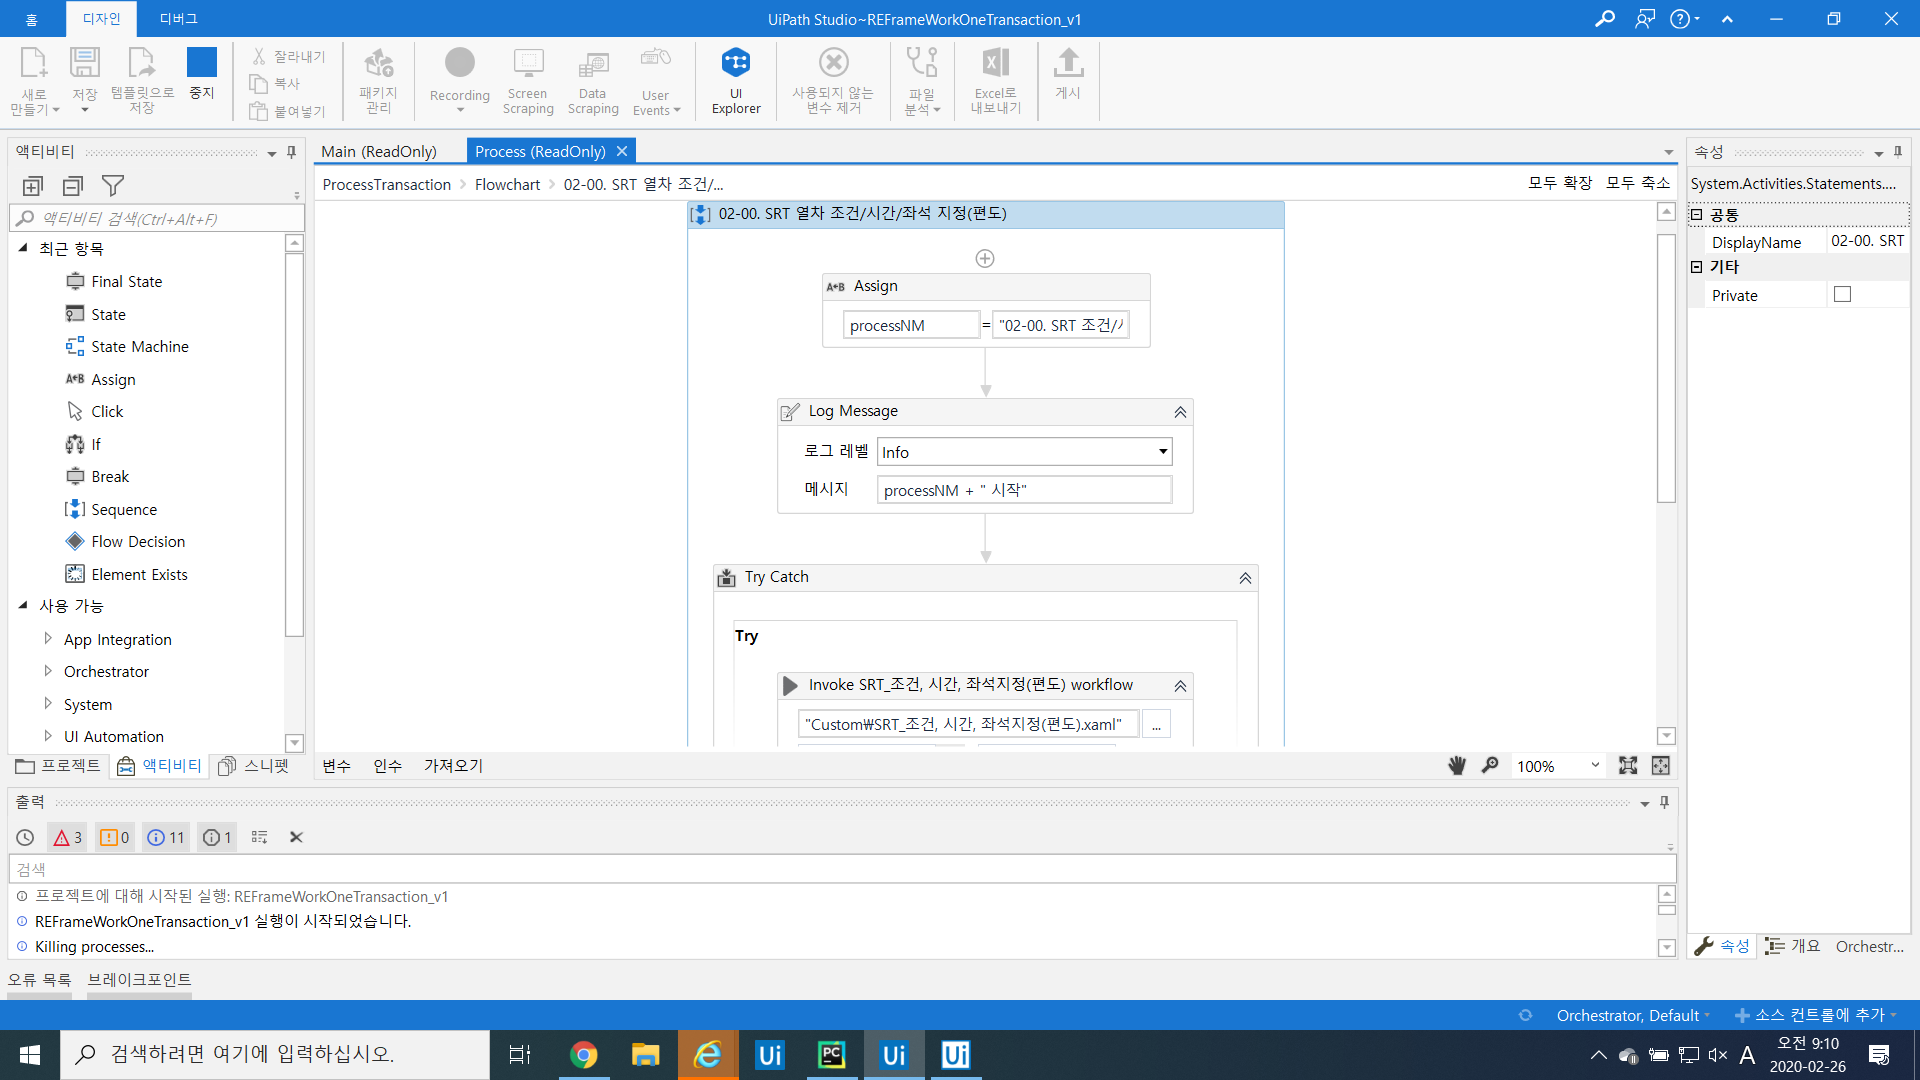 홈
디자인
디버그
UiPath Studio~REFrameWorkOneTransaction_v1
새로 만들기
저장
템플릿으로 저장
중지
잘라내기
복사
붙여넣기
패키지 관리
Recording
Screen Scraping
Data Scraping
User Events
UI Explorer
사용되지 않는 변수 제거
파일 분석
Excel로 내보내기
게시
액티비티
액티비티 검색(Ctrl+Alt+F)
최근 항목
Final State
State
State Machine
A←B Assign
Click
If
Break
Sequence
Flow Decision
Element Exists
사용 가능
App Integration
Orchestrator
System
UI Automation
프로젝트
액티비티
스니펫
Main (ReadOnly)
Process (ReadOnly)
ProcessTransaction > Flowchart > 02-00. SRT 열차 조건/...
모두 확장 모두 축소
02-00. SRT 열차 조건/시간/좌석 지정(편도)
A←B Assign
processNM = "02-00. SRT 조건/
Log Message
로그 레벨 Info
메시지 processNM + " 시작"
Try Catch
Try
Invoke SRT_조건, 시간, 좌석지정(편도) workflow
"Custom₩SRT_조건, 시간, 좌석지정(편도).xaml" ...
변수 인수 가져오기
100%
속성
System.Activities.Statements....
공통
DisplayName 02-00. SRT
기타
Private
속성
개요
Orchestr...
출력
3
0
11
1
검색
프로젝트에 대해 시작된 실행: REFrameWorkOneTransaction_v1
REFrameWorkOneTransaction_v1 실행이 시작되었습니다.
Killing processes...
오류 목록 브레이크포인트
Orchestrator, Default
소스 컨트롤에 추가
검색하려면 여기에 입력하십시오.
Ui
PC
Ui
Ui
A
오전 9:10
2020-02-26